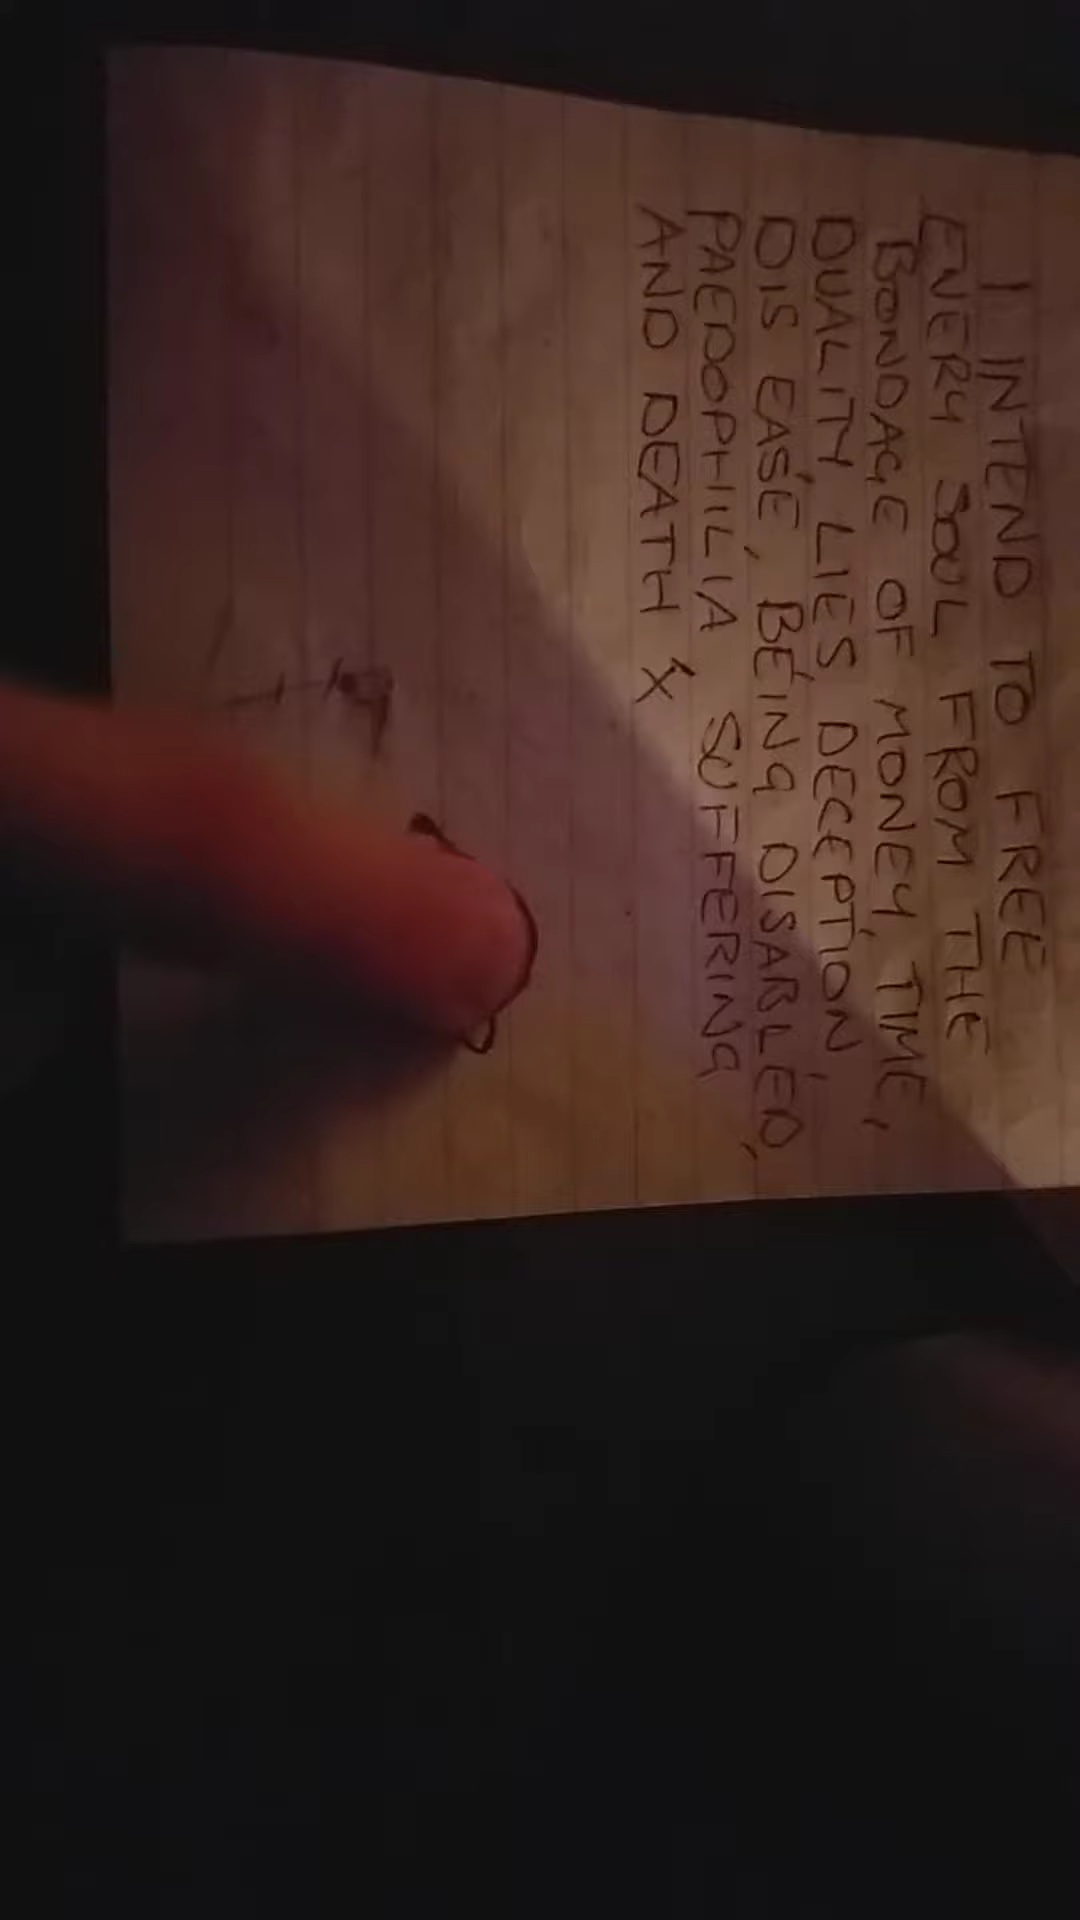 I INTEND TO FREE
EVERY SOUL FROM THE
BONDAGE OF MONEY, TIME,
DUALITY, LIES DECEPTION,
DIS EASE, BEING DISABLED,
PAEDOPHILIA SUFFERING
AND DEATH X